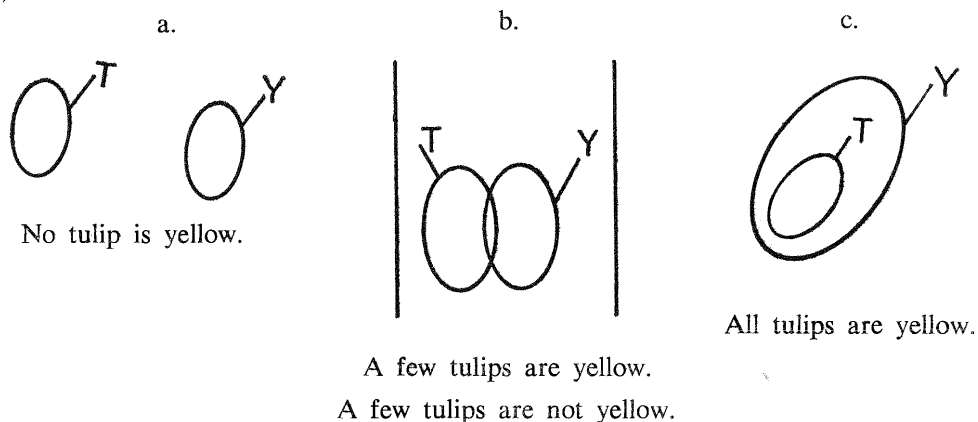 a.
T
Y
No tulip is yellow.
b.
T
Y
A few tulips are yellow.
A few tulips are not yellow.
c.
Y
T
All tulips are yellow.